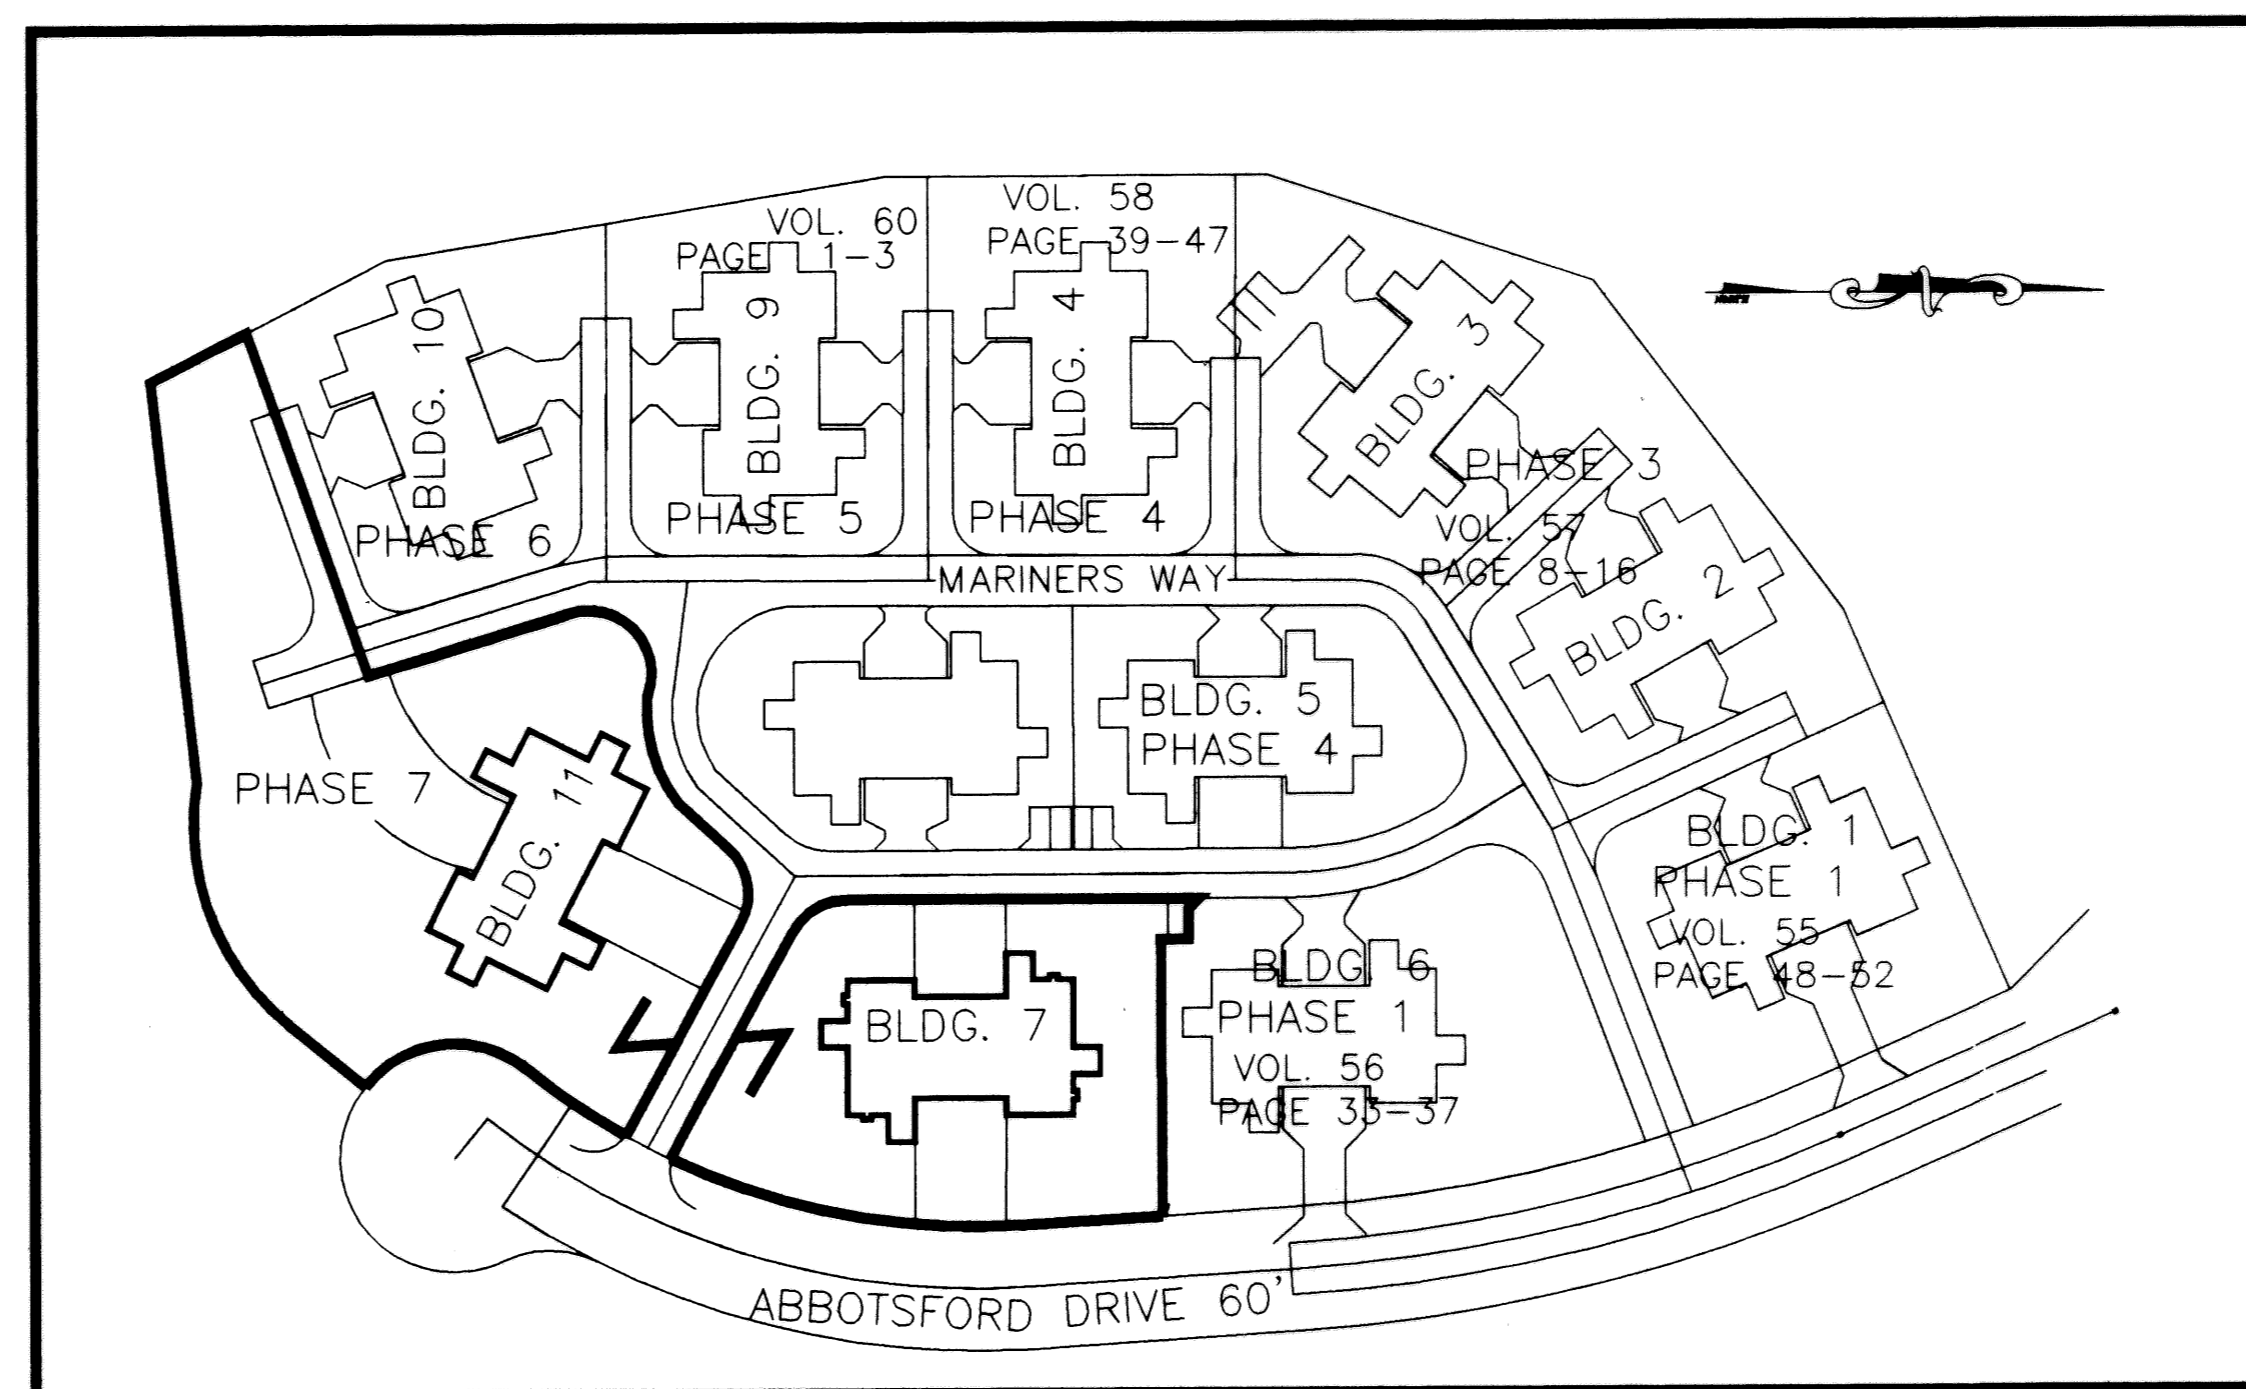 VOL. 60
PAGE 1-3
BLDG. 9
PHASE 5
VOL. 58
PAGE 39-47
BLDG. 4
PHASE 4
BLDG. 10
PHASE 6
BLDG. 3
PHASE 3
VOL. 57
PAGE 8-16
BLDG. 2
MARINERS WAY
BLDG. 5
PHASE 4
PHASE 7
BLDG. 11
BLDG. 1
PHASE 1
VOL. 55
PAGE 48-52
BLDG. 7
BLDG. 6
PHASE 1
VOL. 56
PAGE 33-37
ABBOTSFORD DRIVE 60'